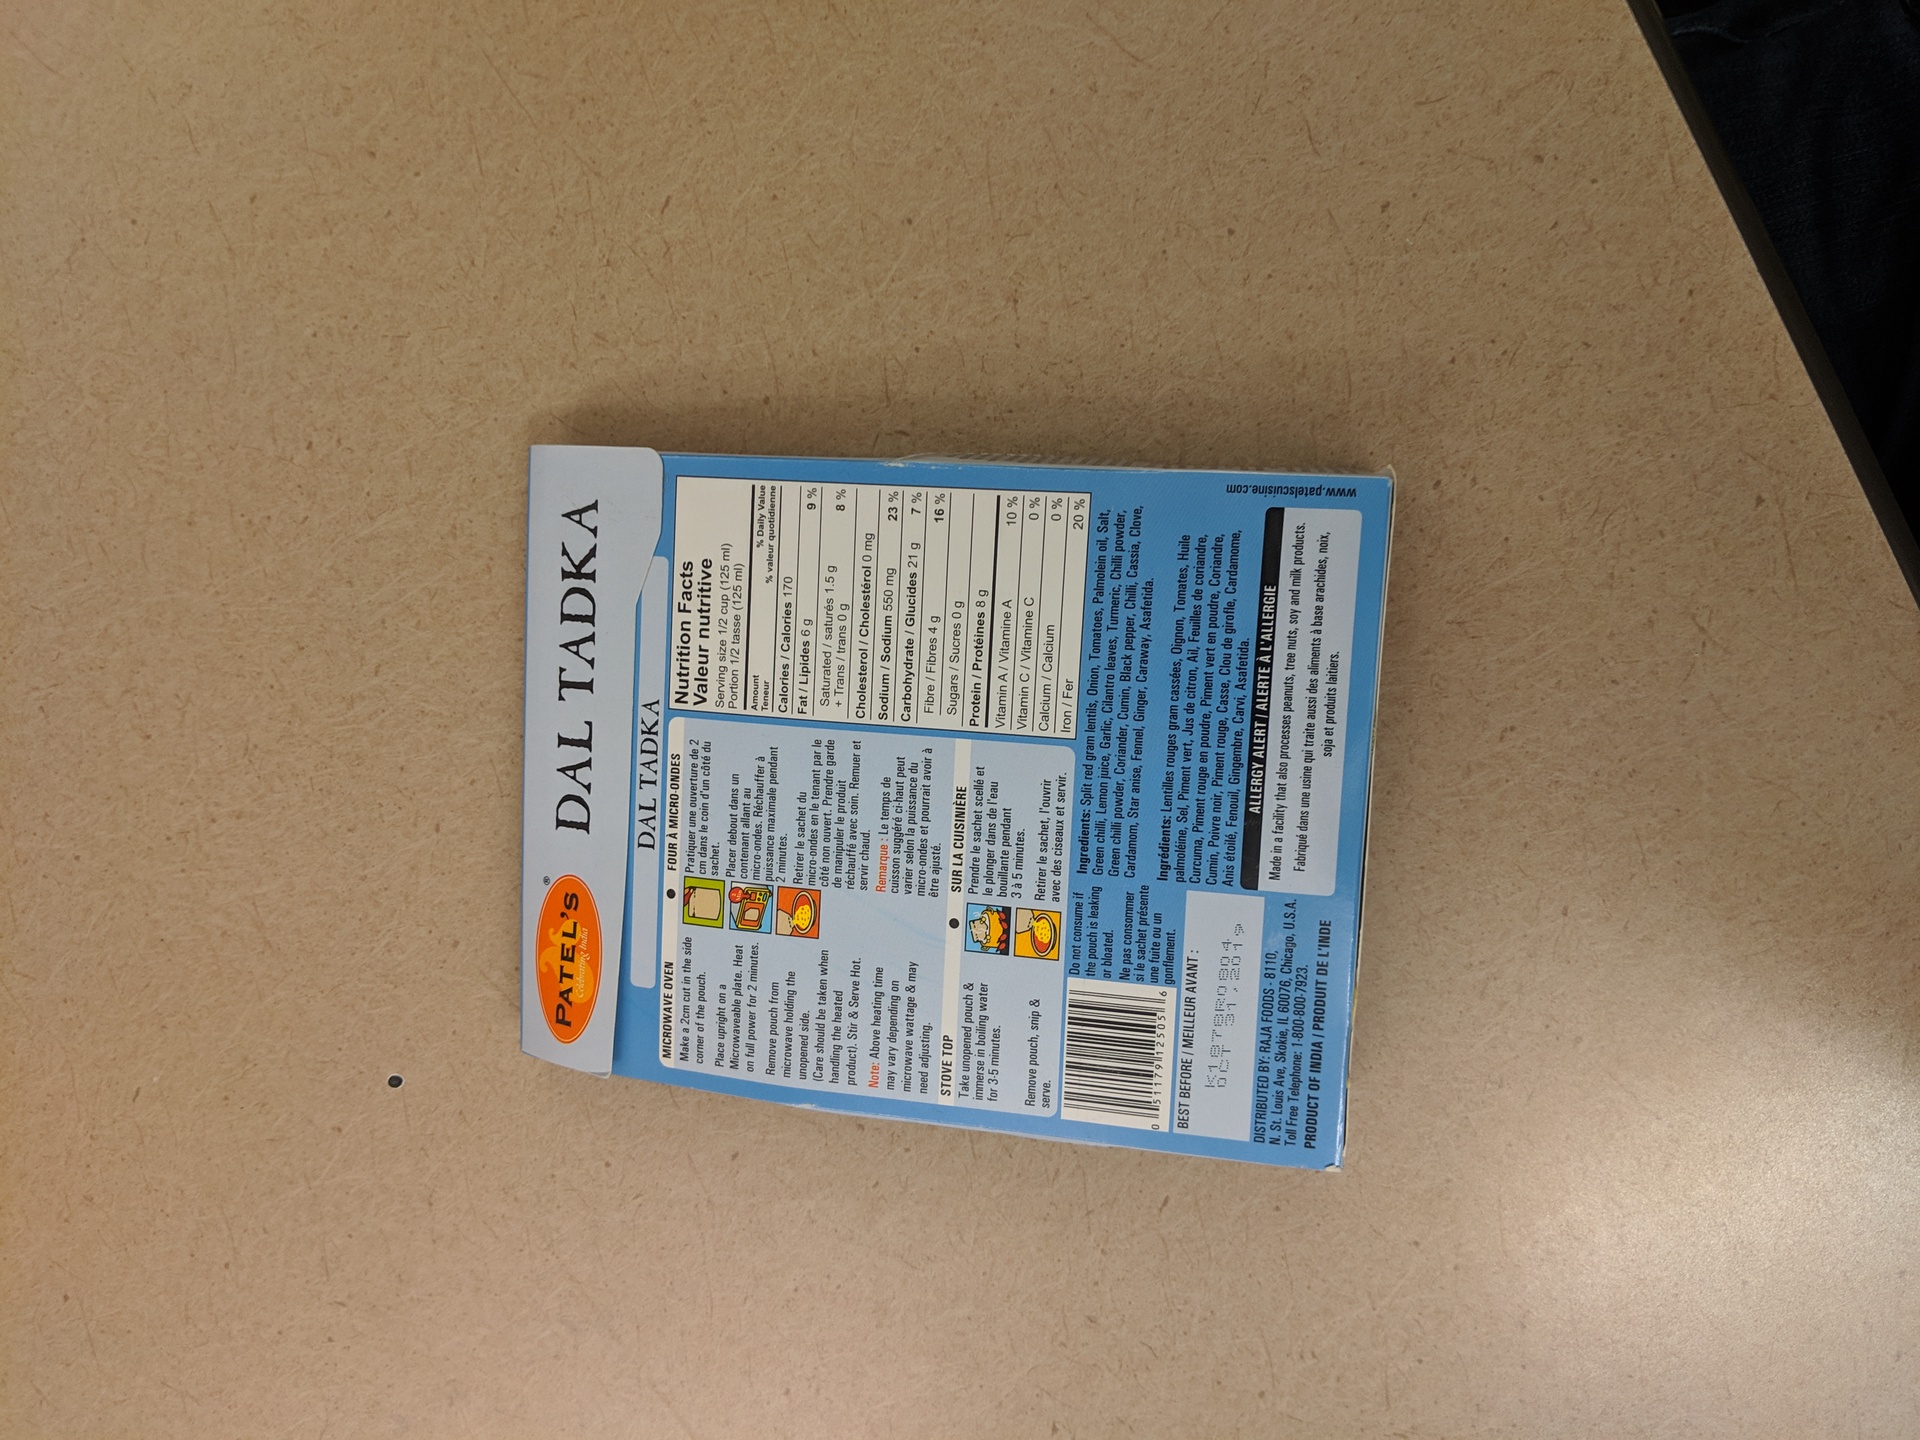 PATEL'S ®
Celebrating India
DAL TADKA
DAL TADKA
MICROWAVE OVEN
Make a 2cm cut in the side
corner of the pouch.
Place upright on a
Microwaveable plate. Heat
on full power for 2 minutes.
Remove pouch from
microwave holding the
unopened side.
(Care should be taken when
handling the heated
product). Stir & Serve Hot.
Note: Above heating time
may vary depending on
microwave wattage & may
need adjusting.
FOUR À MICRO-ONDES
Pratiquer une ouverture de 2
cm dans le coin d'un côté du
sachet.
Placer debout dans un
contenant allant au
micro-ondes. Réchauffer à
puissance maximale pendant
2 minutes.
Retirer le sachet du
micro-ondes en le tenant par le
côté non ouvert. Prendre garde
de manipuler le produit
réchauffé avec soin. Remuer et
servir chaud.
Remarque : Le temps de
cuisson suggéré ci-haut peut
varier selon la puissance du
micro-ondes et pourrait avoir à
être ajusté.
STOVE TOP
Take unopened pouch &
immerse in boiling water
for 3-5 minutes.
Remove pouch, snip &
serve.
SUR LA CUISINIÈRE
Prendre le sachet scellé et
le plonger dans de l'eau
bouillante pendant
3 à 5 minutes.
Retirer le sachet, l'ouvrir
avec des ciseaux et servir.
Nutrition Facts
Valeur nutritive
Serving size 1/2 cup (125 ml)
Portion 1/2 tasse (125 ml)
Amount % Daily Value
Teneur % valeur quotidienne
Calories / Calories 170
Fat / Lipides 6 g 9 %
Saturated / saturés 1.5 g
+ Trans / trans 0 g 8 %
Cholesterol / Cholestérol 0 mg
Sodium / Sodium 550 mg 23 %
Carbohydrate / Glucides 21 g 7 %
Fibre / Fibres 4 g 16 %
Sugars / Sucres 0 g
Protein / Protéines 8 g
Vitamin A / Vitamine A 10 %
Vitamin C / Vitamine C 0 %
Calcium / Calcium 0 %
Iron / Fer 20 %
0 51179 12505 6
Do not consume if
the pouch is leaking
or bloated.
Ne pas consommer
si le sachet présente
une fuite ou un
gonflement.
Ingredients: Split red gram lentils, Onion, Tomatoes, Palmolein oil, Salt,
Green chilli, Lemon juice, Garlic, Cilantro leaves, Turmeric, Chilli powder,
Green chilli powder, Coriander, Cumin, Black pepper, Chilli, Cassia, Clove,
Cardamom, Star anise, Fennel, Ginger, Caraway, Asafetida.
Ingrédients: Lentilles rouges gram cassées, Oignon, Tomates, Huile
palmoléine, Sel, Piment vert, Jus de citron, Ail, Feuilles de coriandre,
Curcuma, Piment rouge en poudre, Piment vert en poudre, Coriandre,
Cumin, Poivre noir, Piment rouge, Casse, Clou de girofle, Cardamome,
Anis étoilé, Fenouil, Gingembre, Carvi, Asafetida.
BEST BEFORE / MEILLEUR AVANT :
K1878R0804
OCT 31,2019
DISTRIBUTED BY: RAJA FOODS - 8110,
N. St. Louis Ave, Skokie, IL 60076, Chicago, U.S.A.
Toll Free Telephone: 1-800-800-7923.
PRODUCT OF INDIA / PRODUIT DE L'INDE
ALLERGY ALERT / ALERTE À L'ALLERGIE
Made in a facility that also processes peanuts, tree nuts, soy and milk products.
Fabriqué dans une usine qui traite aussi des aliments à base arachides, noix,
soja et produits laitiers.
www.patelscuisine.com